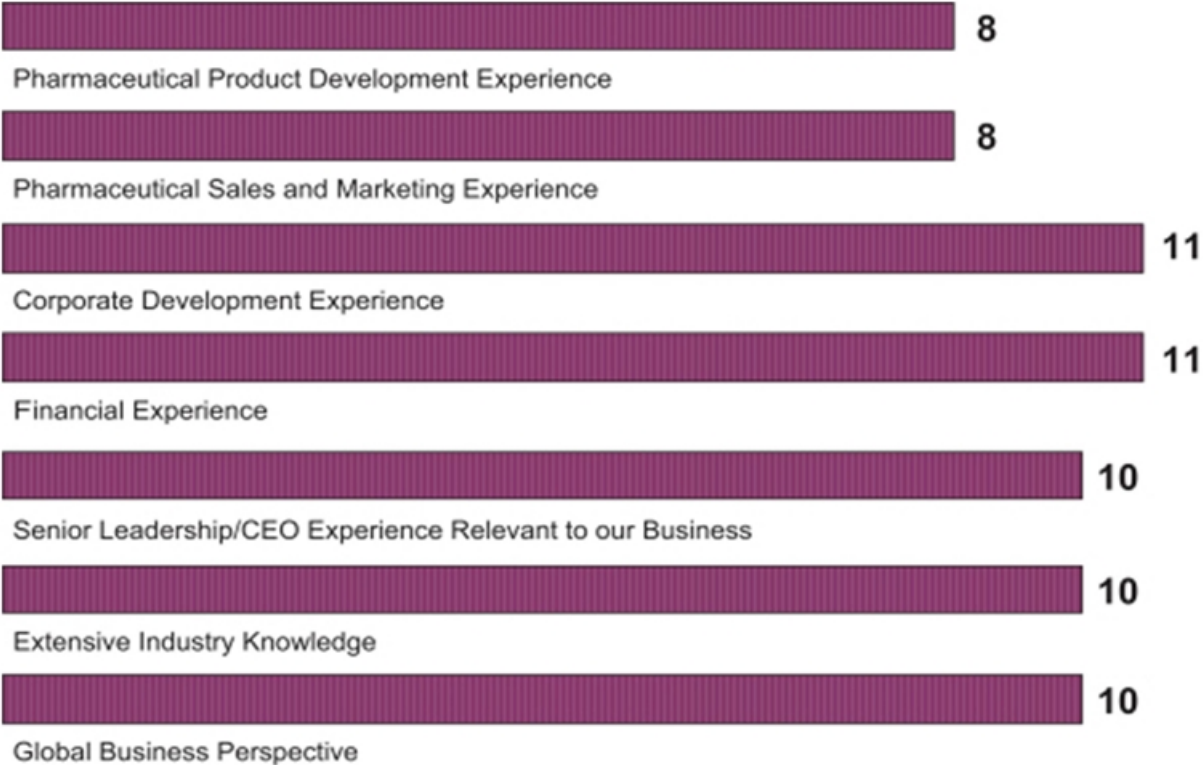 8
Pharmaceutical Product Development Experience
8
Pharmaceutical Sales and Marketing Experience
11
Corporate Development Experience
11
Financial Experience
10
Senior Leadership/CEO Experience Relevant to our Business
10
Extensive Industry Knowledge
10
Global Business Perspective